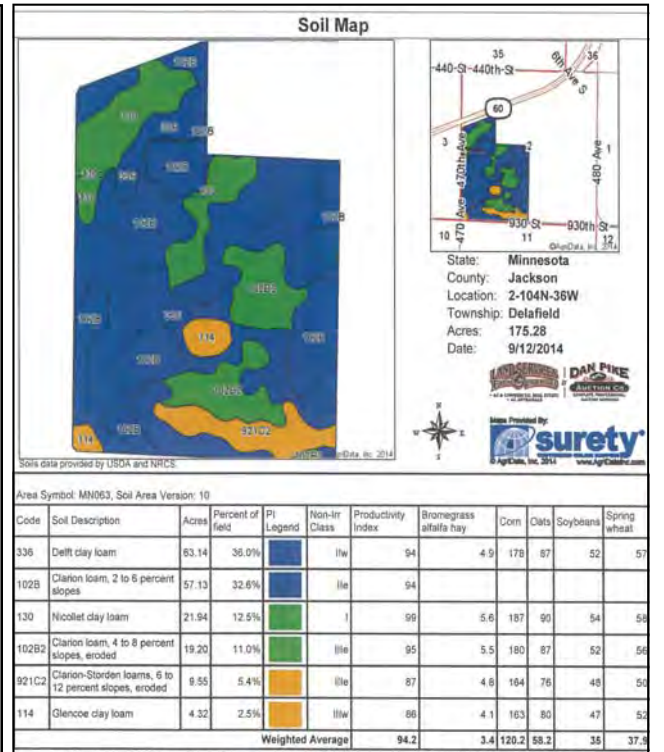 Soil Map
102B
130
336
102B
102B
336
130
102B
102B
102B2
102B
336
114
102B
102B
102B2
102B
921C2
114
Soils data provided by USDA and NRCS.
35
36
440-St-440th-St
6th Ave S
60
3
2
1
470 Ave-470th Ave
480-Ave
930 St
930th St
10
11
12
©AgriData, Inc. 2014
State: Minnesota
County: Jackson
Location: 2-104N-36W
Township: Delafield
Acres: 175.28
Date: 9/12/2014
LAND SERVICES
DAN PIKE
AUCTION CO.
N
W E
S
Maps Provided By:
surety
© AgriData, Inc. 2014 www.AgriDataInc.com
Area Symbol: MN063, Soil Area Version: 10
Code Soil Description Acres Percent of field PI Legend Non-Irr Class Productivity Index Bromegrass alfalfa hay Corn Oats Soybeans Spring wheat
336 Delft clay loam 63.14 36.0% IIw 94 4.9 178 87 52 57
102B Clarion loam, 2 to 6 percent slopes 57.13 32.6% IIe 94
130 Nicollet clay loam 21.94 12.5% I 99 5.6 187 90 54 58
102B2 Clarion loam, 4 to 8 percent slopes, eroded 19.20 11.0% IIIe 95 5.5 180 87 52 56
921C2 Clarion-Storden loams, 6 to 12 percent slopes, eroded 9.55 5.4% IIIe 87 4.8 164 76 48 50
114 Glencoe clay loam 4.32 2.5% IIIw 86 4.1 163 80 47 52
Weighted Average 94.2 3.4 120.2 58.2 35 37.9